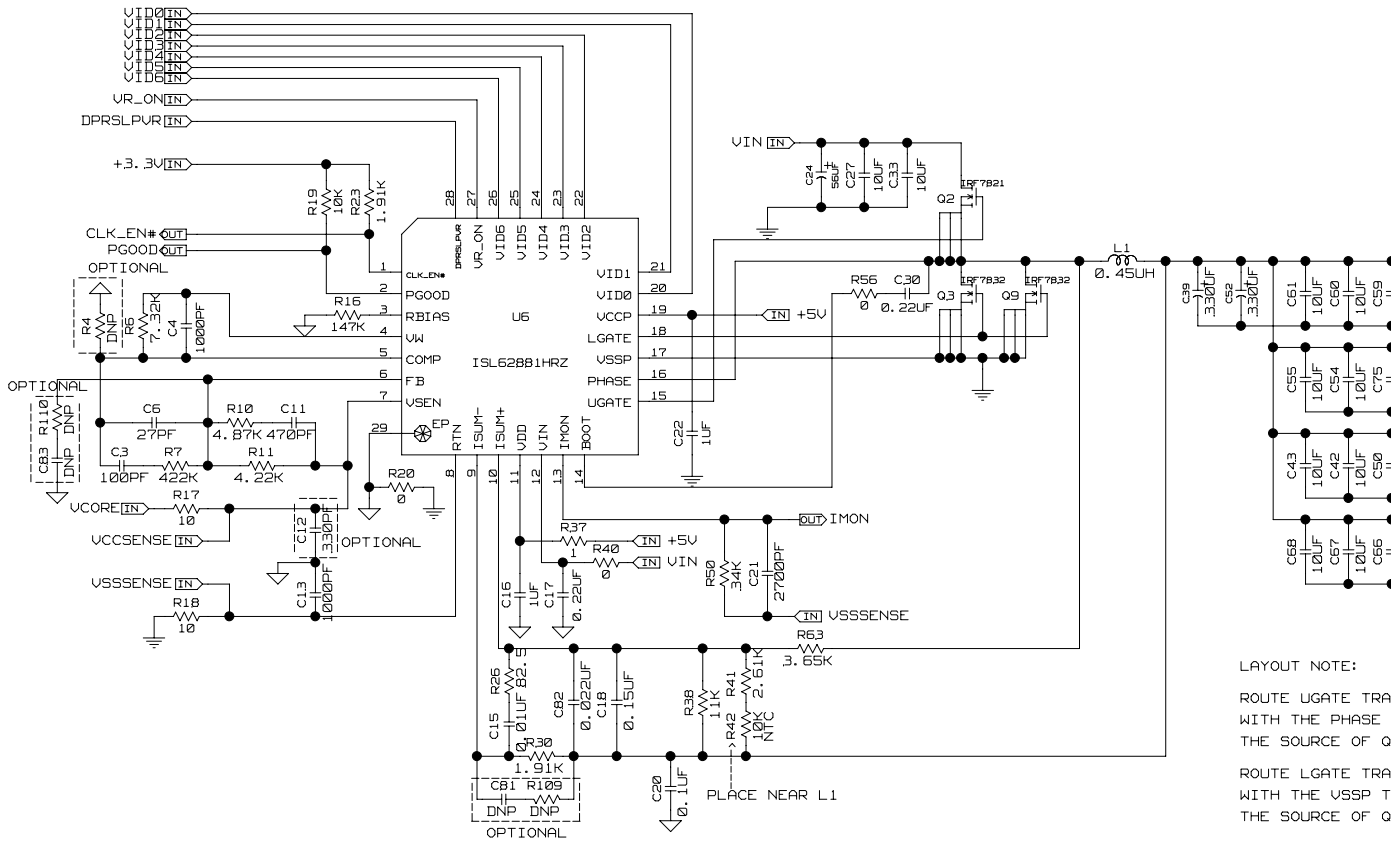 VID0 IN
VID1 IN
VID2 IN
VID3 IN
VID4 IN
VID5 IN
VID6 IN
VR_ON IN
DPRSLPVR IN
+3.3V IN
R19
10K
R23
1.91K
CLK_EN# OUT
PGOOD OUT
OPTIONAL
R4
DNP
R6
7.32K
C4
1000PF
R16
147K
28
27
26
25
24
23
22
DPRSLPVR
VR_ON
VID6
VID5
VID4
VID3
VID2
1
CLK_EN#
2
PGOOD
3
RBIAS
4
VW
5
COMP
6
FB
7
VSEN
29
EP
U6
ISL62881HRZ
VID1
21
VID0
20
VCCP
19
LGATE
18
VSSP
17
PHASE
16
UGATE
15
RTN
ISUM-
ISUM+
VDD
VIN
IMON
BOOT
8
9
10
11
12
13
14
OPTIONAL
R110
DNP
C83
DNP
C6
27PF
R10
4.87K
C11
470PF
C3
100PF
R7
422K
R11
4.22K
R20
0
VCORE IN
R17
10
VCCSENSE IN
C12
330PF
OPTIONAL
VSSSENSE IN
R18
10
C13
1000PF
VIN IN
C24
56UF
C27
10UF
C33
10UF
IRF7821
Q2
R56
0
C30
0.22UF
IRF7832
Q3
IRF7832
Q9
IN +5V
C22
1UF
L1
0.45UH
C39
330UF
C52
330UF
C61
10UF
C60
10UF
C59
C55
10UF
C54
10UF
C75
C43
10UF
C42
10UF
C50
C68
10UF
C67
10UF
C66
OUT IMON
R37
1
IN +5V
R40
0
IN VIN
C16
1UF
C17
0.22UF
R50
34K
C21
2700PF
IN VSSSENSE
R63
3.65K
R26
82.5
C15
0.01UF
C82
0.022UF
C18
0.15UF
R38
11K
R41
2.61K
R42
10K
NTC
R30
1.91K
C81
DNP
R109
DNP
OPTIONAL
C20
0.1UF
PLACE NEAR L1
LAYOUT NOTE:
ROUTE UGATE TRA
WITH THE PHASE
THE SOURCE OF Q
ROUTE LGATE TRA
WITH THE VSSP T
THE SOURCE OF Q